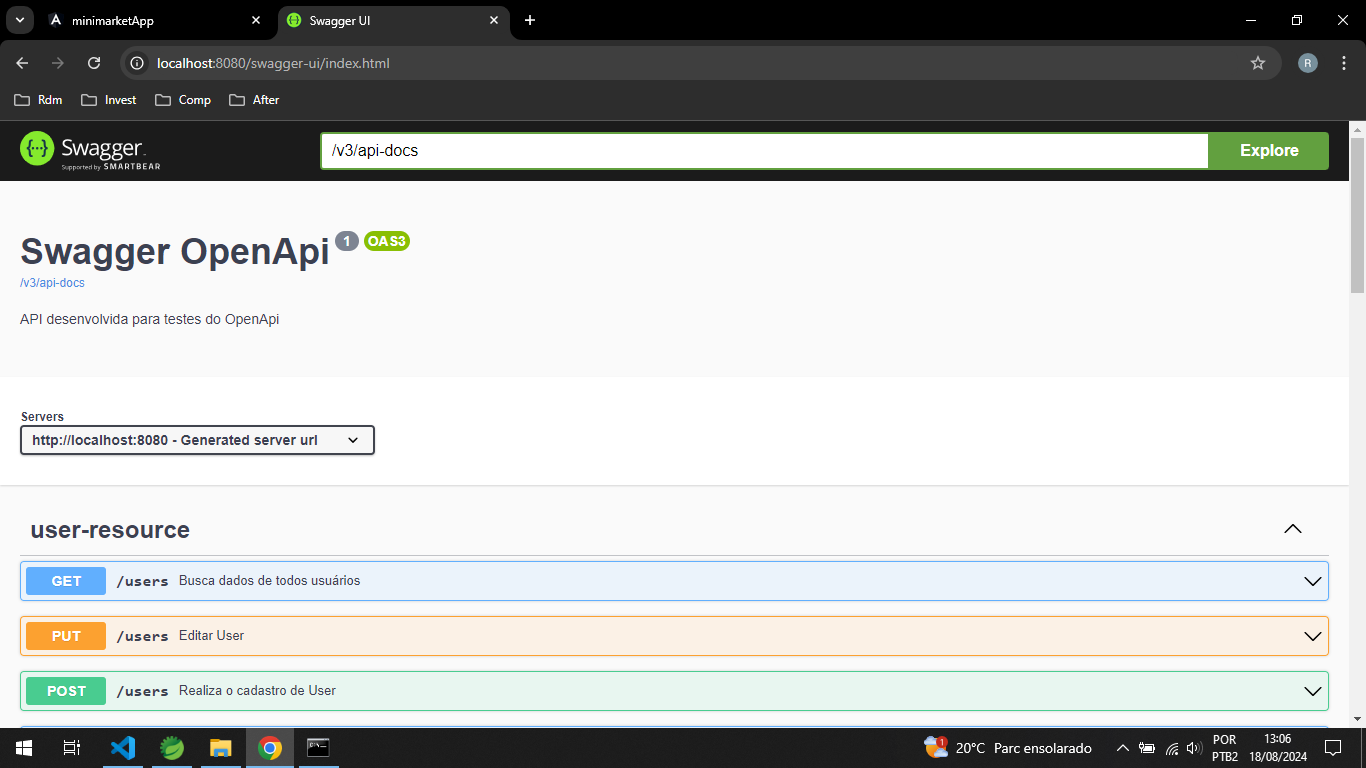 minimarketApp
Swagger UI
localhost:8080/swagger-ui/index.html
R
Rdm
Invest
Comp
After
Swagger.
Supported by SMARTBEAR
/v3/api-docs
Explore
Swagger OpenApi 1 OAS3
/v3/api-docs
API desenvolvida para testes do OpenApi
Servers
http://localhost:8080 - Generated server url
user-resource
GET /users Busca dados de todos usuários
PUT /users Editar User
POST /users Realiza o cadastro de User
1
20°C Parc ensolarado
POR
PTB2
13:06
18/08/2024